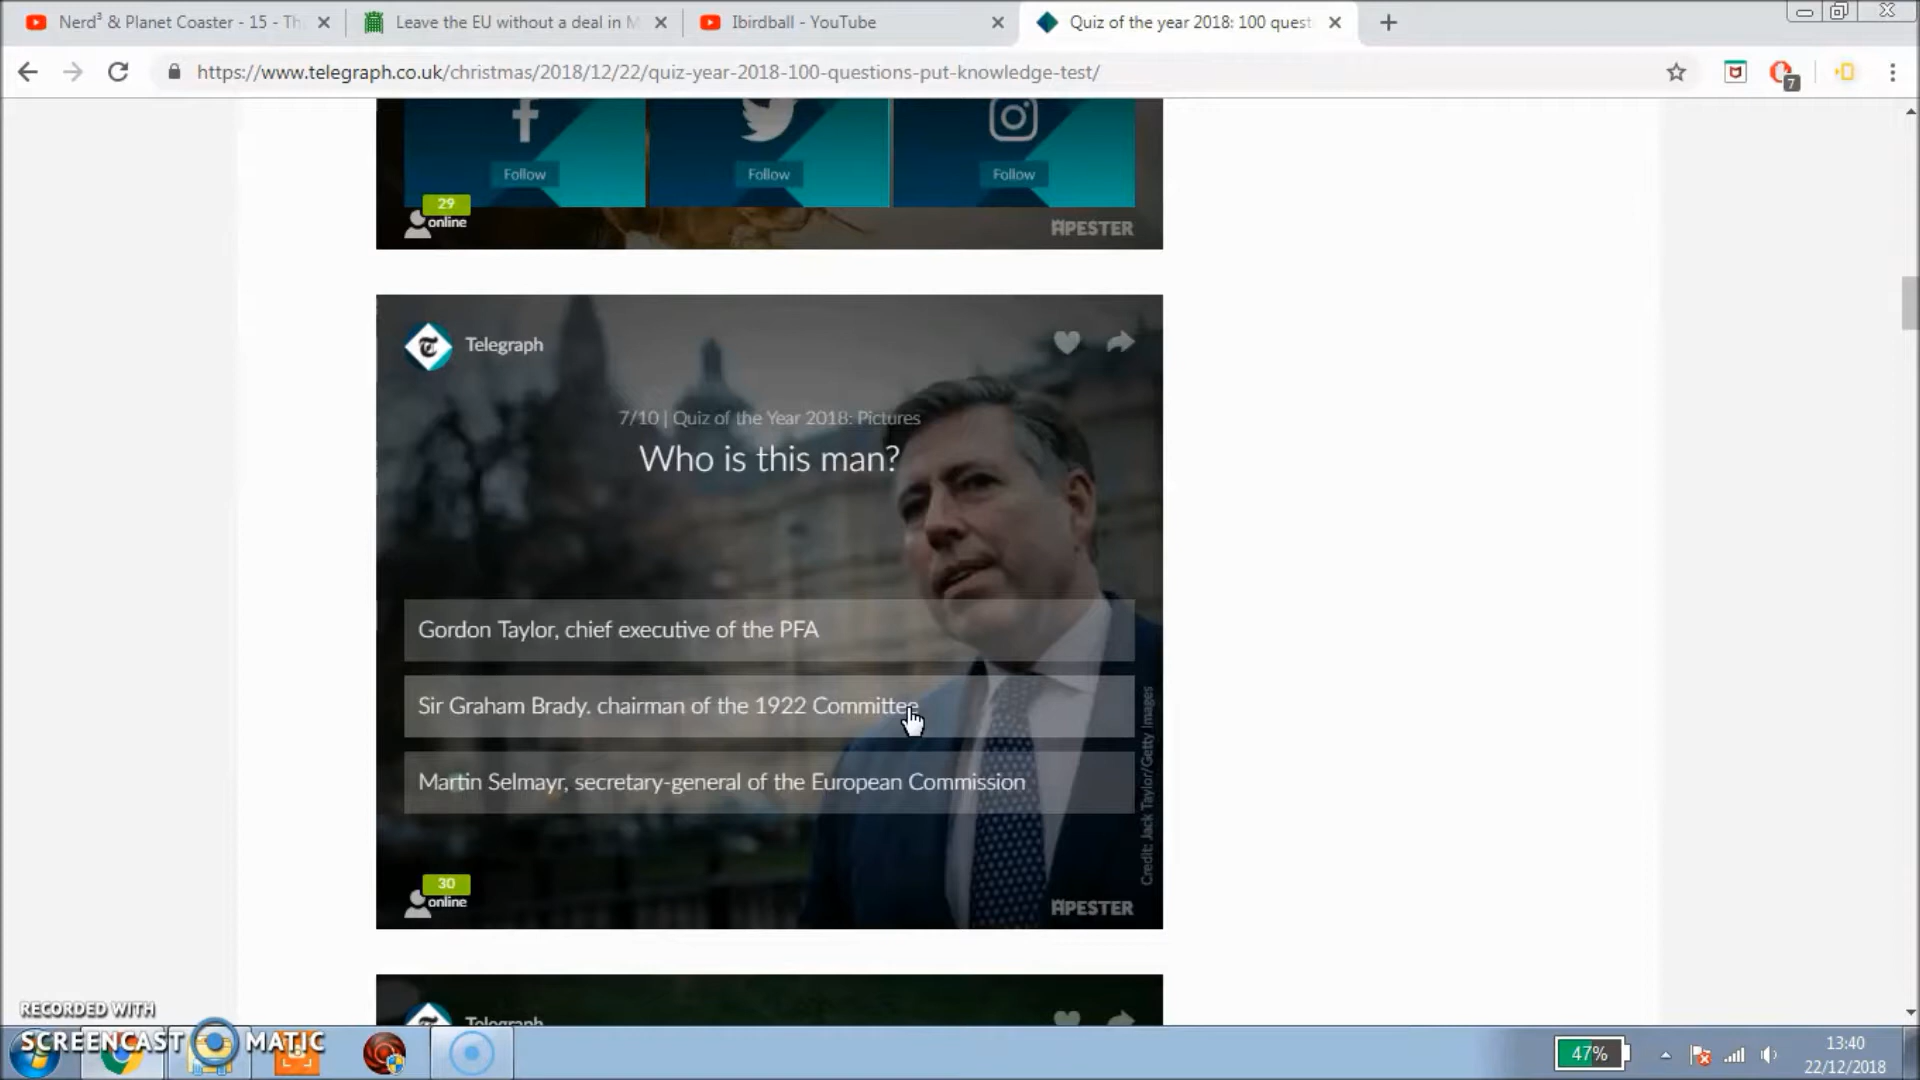 Nerd³ & Planet Coaster - 15 - Th
Leave the EU without a deal in M
Ibirdball - YouTube
Quiz of the year 2018: 100 quest
https://www.telegraph.co.uk/christmas/2018/12/22/quiz-year-2018-100-questions-put-knowledge-test/
7
Follow
Follow
Follow
29
online
APESTER
Telegraph
7/10 | Quiz of the Year 2018: Pictures
Who is this man?
Gordon Taylor, chief executive of the PFA
Sir Graham Brady. chairman of the 1922 Committee
Martin Selmayr, secretary-general of the European Commission
Credit: Jack Taylor/Getty Images
30
online
APESTER
Telegraph
RECORDED WITH
SCREENCAST MATIC
47%
13:40
22/12/2018